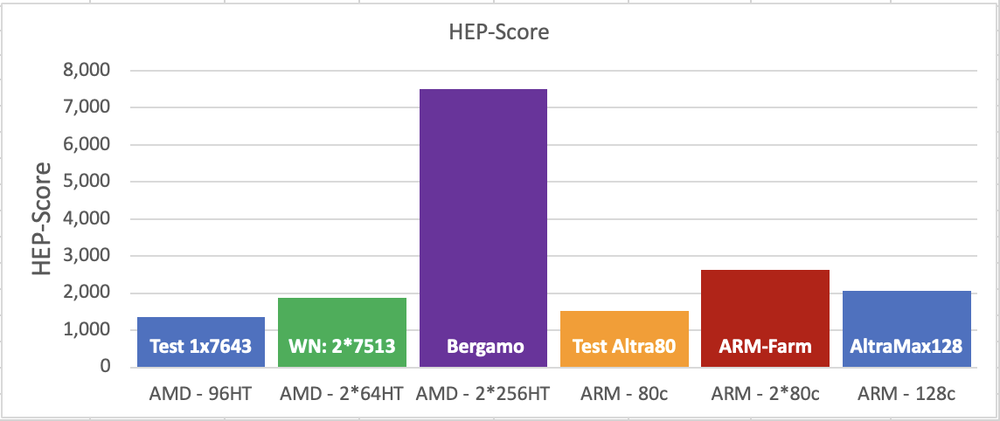 HEP-Score
8,000
7,000
6,000
5,000
4,000
3,000
2,000
1,000
0
HEP-Score
Test 1x7643
WN: 2*7513
Bergamo
Test Altra80
ARM-Farm
AltraMax128
AMD - 96HT
AMD - 2*64HT
AMD - 2*256HT
ARM - 80c
ARM - 2*80c
ARM - 128c